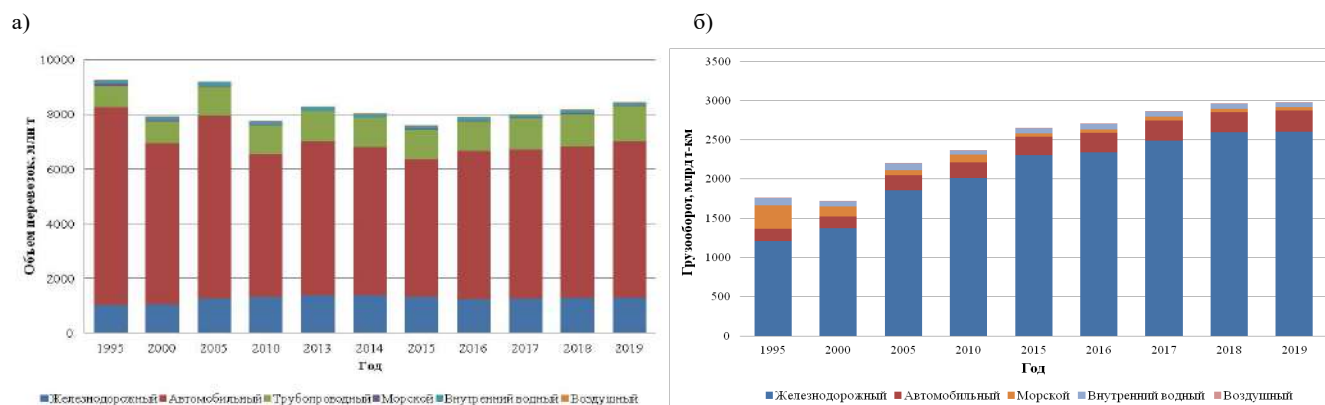 а)
б)
Объем перевозок, млн т
10000
8000
6000
4000
2000
0
1995 2000 2005 2010 2013 2014 2015 2016 2017 2018 2019
Год
Железнодорожный Автомобильный Трубопроводный Морской Внутренний водный Воздушный
Грузооборот, млрд т-км
3500
3000
2500
2000
1500
1000
500
0
1995 2000 2005 2010 2015 2016 2017 2018 2019
Год
Железнодорожный Автомобильный Морской Внутренний водный Воздушный